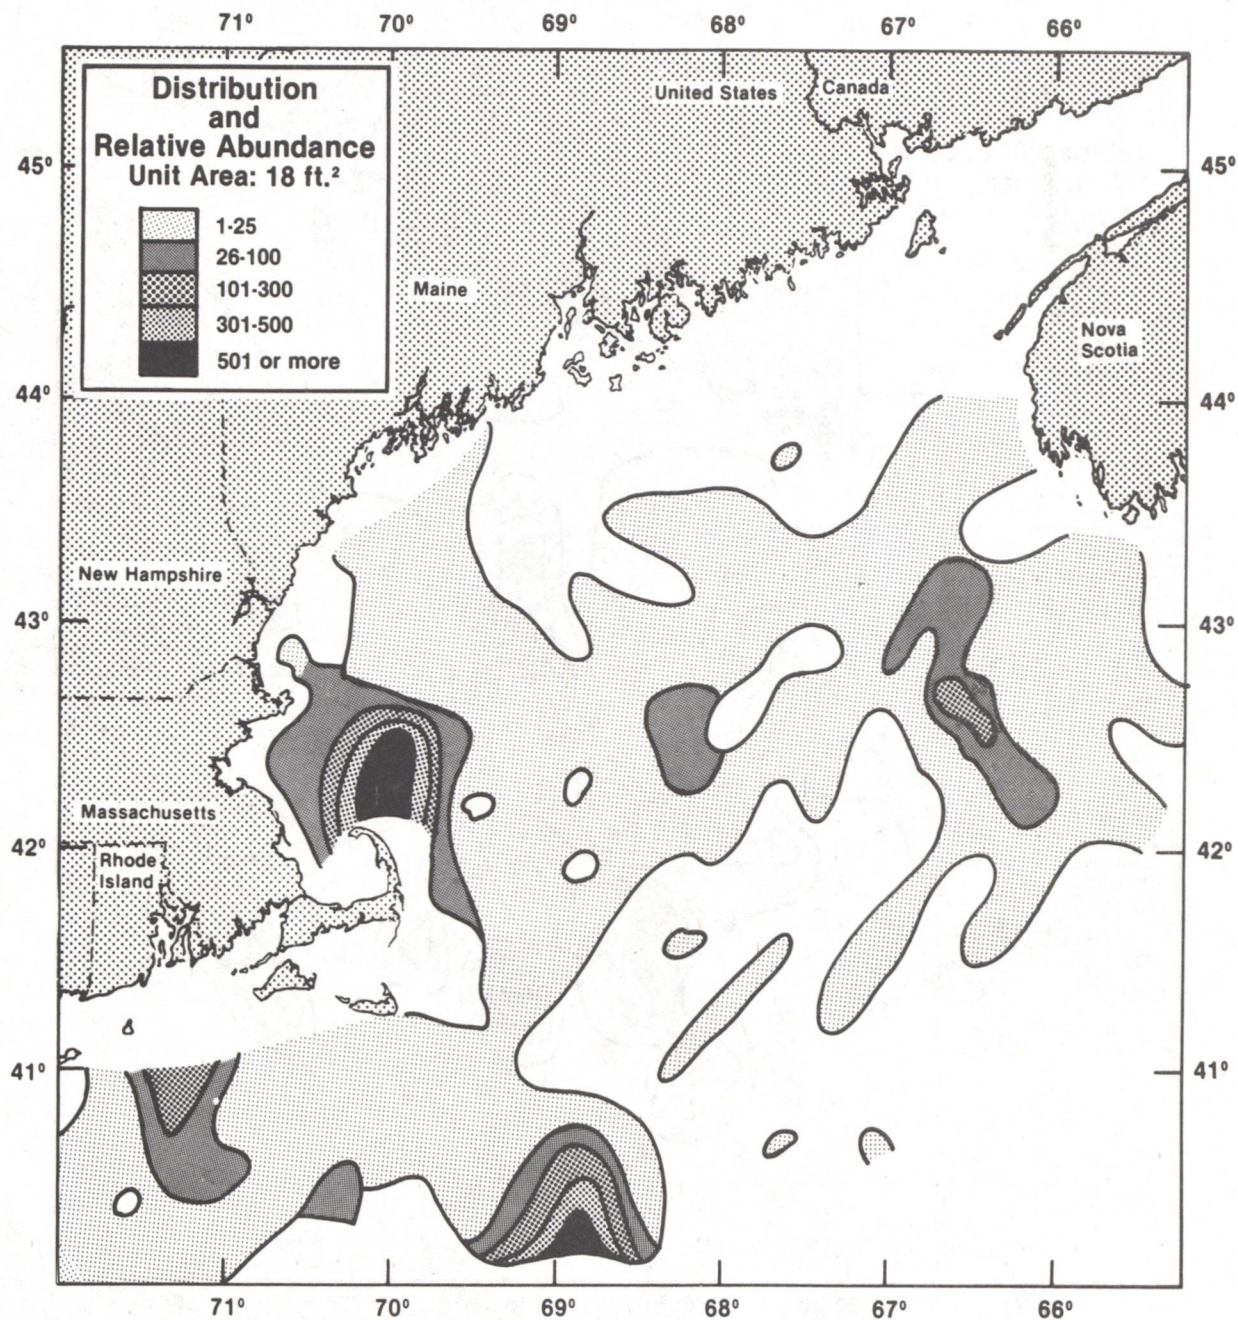 71° 70° 69° 68° 67° 66°
Distribution
and
Relative Abundance
Unit Area: 18 ft.²
1-25
26-100
101-300
301-500
501 or more
United States
Canada
45°
45°
Maine
Nova
Scotia
44°
44°
New Hampshire
43°
43°
Massachusetts
Rhode
Island
42°
42°
41°
41°
71° 70° 69° 68° 67° 66°